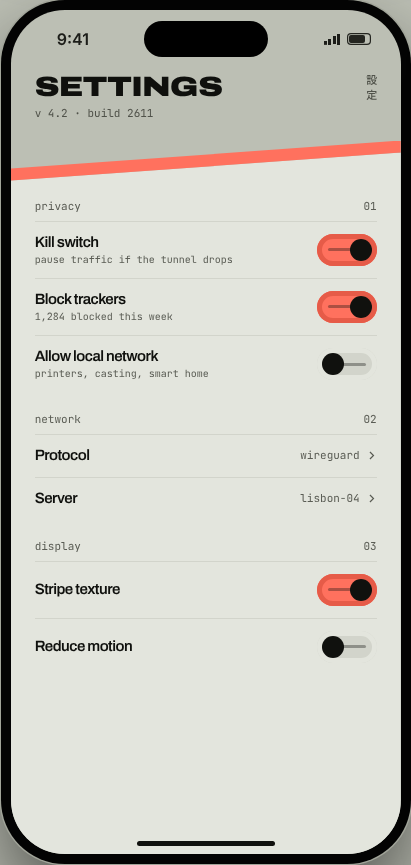 9:41
SETTINGS
設定
v 4.2 · build 2611
privacy 01
Kill switch
pause traffic if the tunnel drops
Block trackers
1,284 blocked this week
Allow local network
printers, casting, smart home
network 02
Protocol wireguard >
Server lisbon-04 >
display 03
Stripe texture
Reduce motion